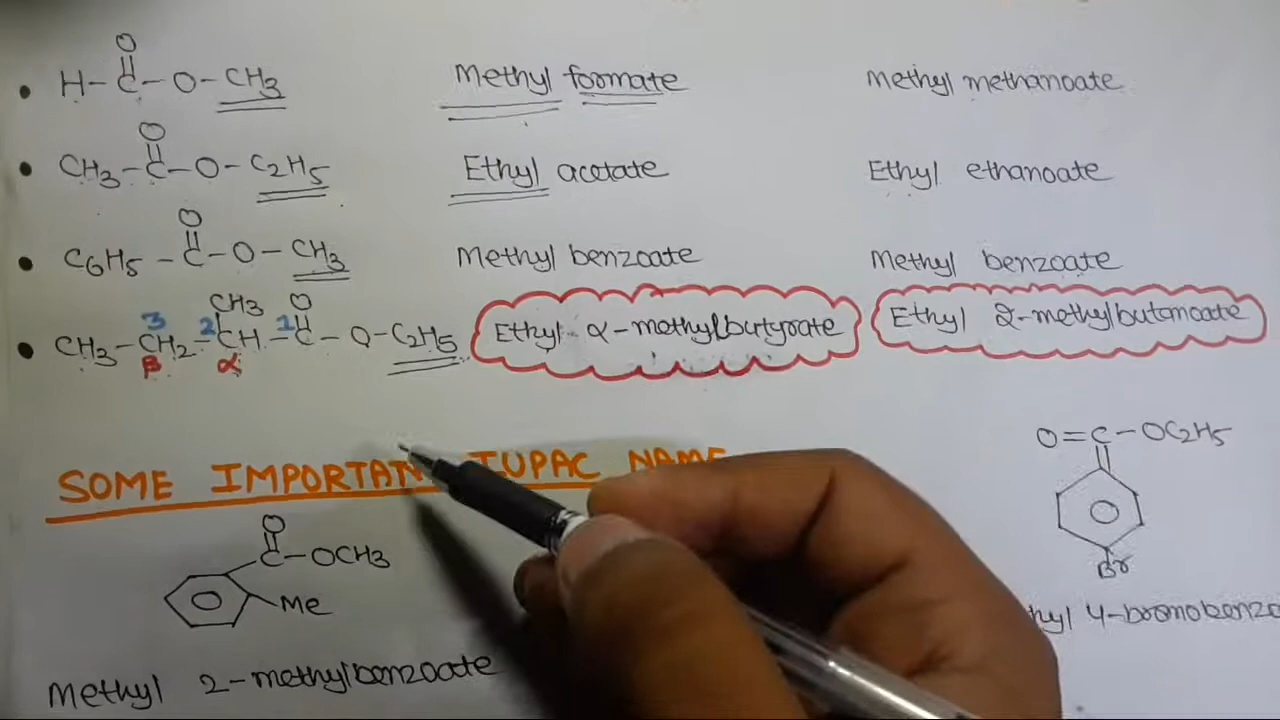 • H–C(=O)–O–CH3 Methyl formate Methyl methanoate
• CH3–C(=O)–O–C2H5 Ethyl acetate Ethyl ethanoate
• C6H5–C(=O)–O–CH3 Methyl benzoate Methyl benzoate
• CH3–CH2–CH(CH3)–C(=O)–O–C2H5 Ethyl α-methylbutyrate Ethyl 2-methylbutanoate
3 2 1
β α
SOME IMPORTANT IUPAC NAME
O
C–OCH3
Me
Methyl 2-methylbenzoate
O=C–OC2H5
Br
hyl 4-bromobenzo